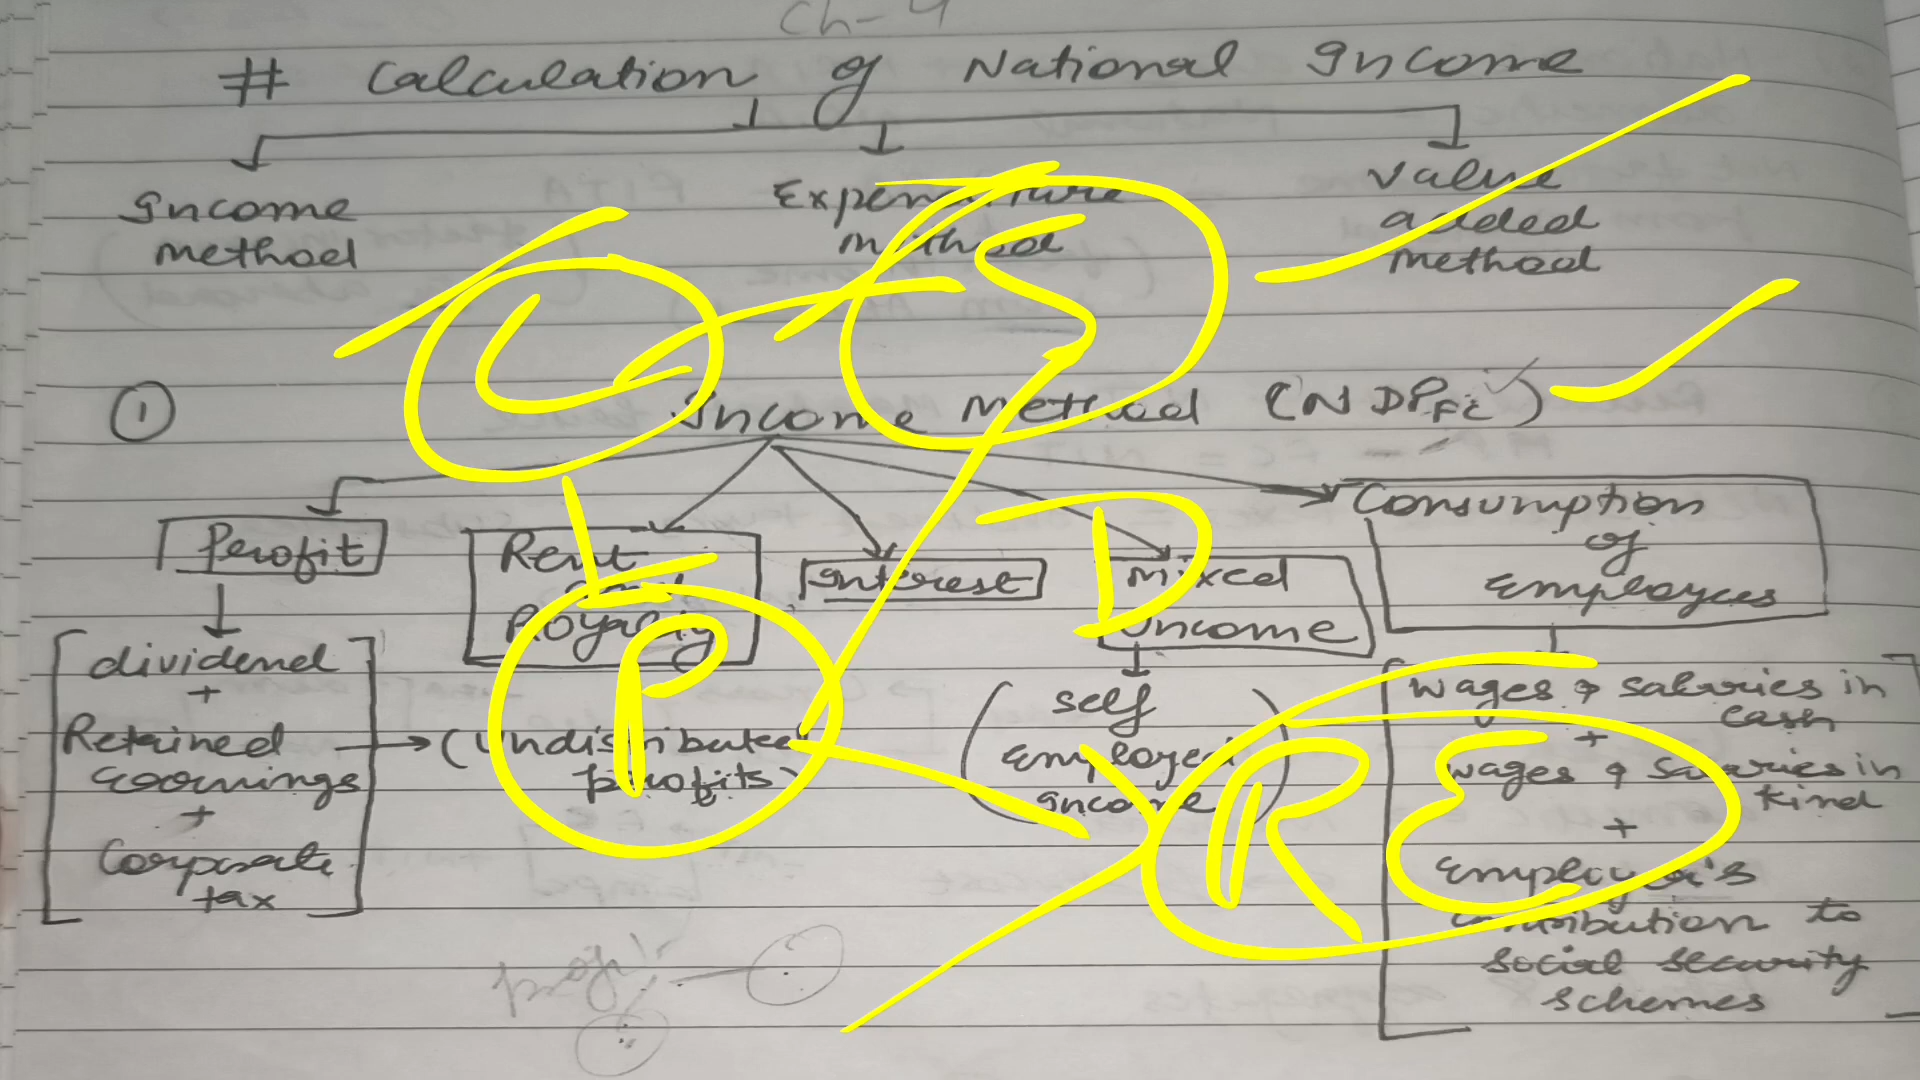 Ch-4
# Calculation of National Income
Income
method
Expenditure
method
Value
added
method
① Income Method (NDPFC)
Profit
Rent
and
Royalty
Interest
Mixed
Income
Consumption
of
Employees
dividend
+
Retained
earnings
+
Corporate
tax
(Undistributed
profits)
(self
Employed
Income)
wages & salaries in
cash
+
wages & salaries in
kind
+
Employer's
contribution to
social security
schemes
L
S
L
D
P
R E